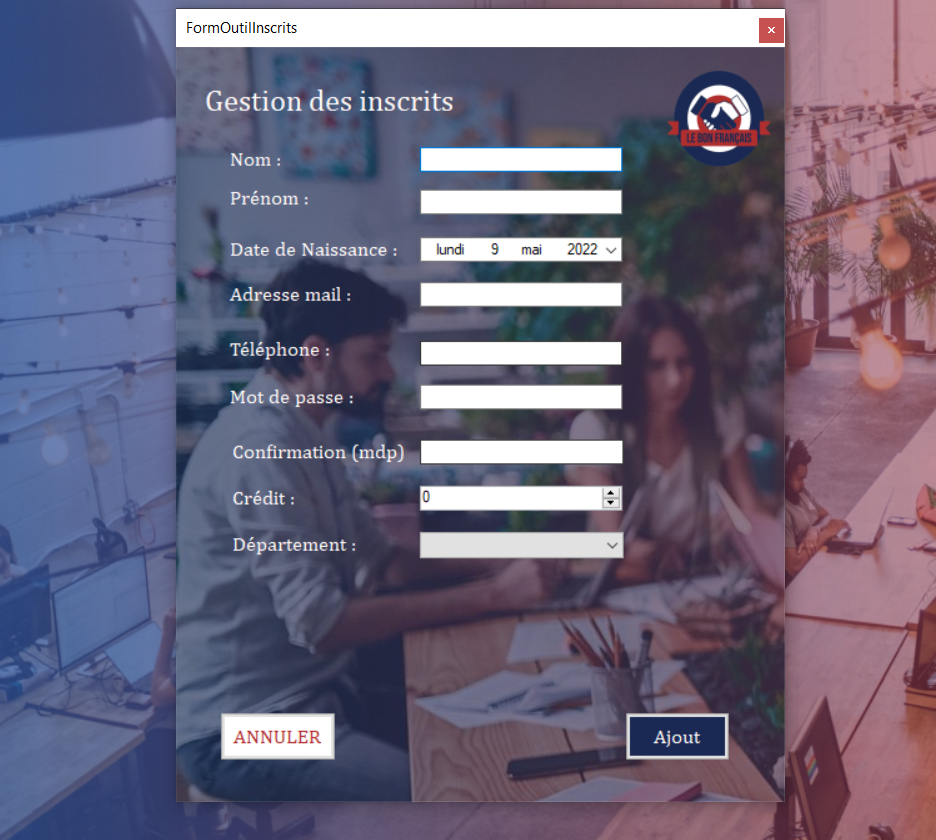 FormOutilInscrits
Gestion des inscrits
LE BON FRANÇAIS
Nom :
Prénom :
Date de Naissance : lundi 9 mai 2022
Adresse mail :
Téléphone :
Mot de passe :
Confirmation (mdp)
Crédit : 0
Département :
ANNULER Ajout